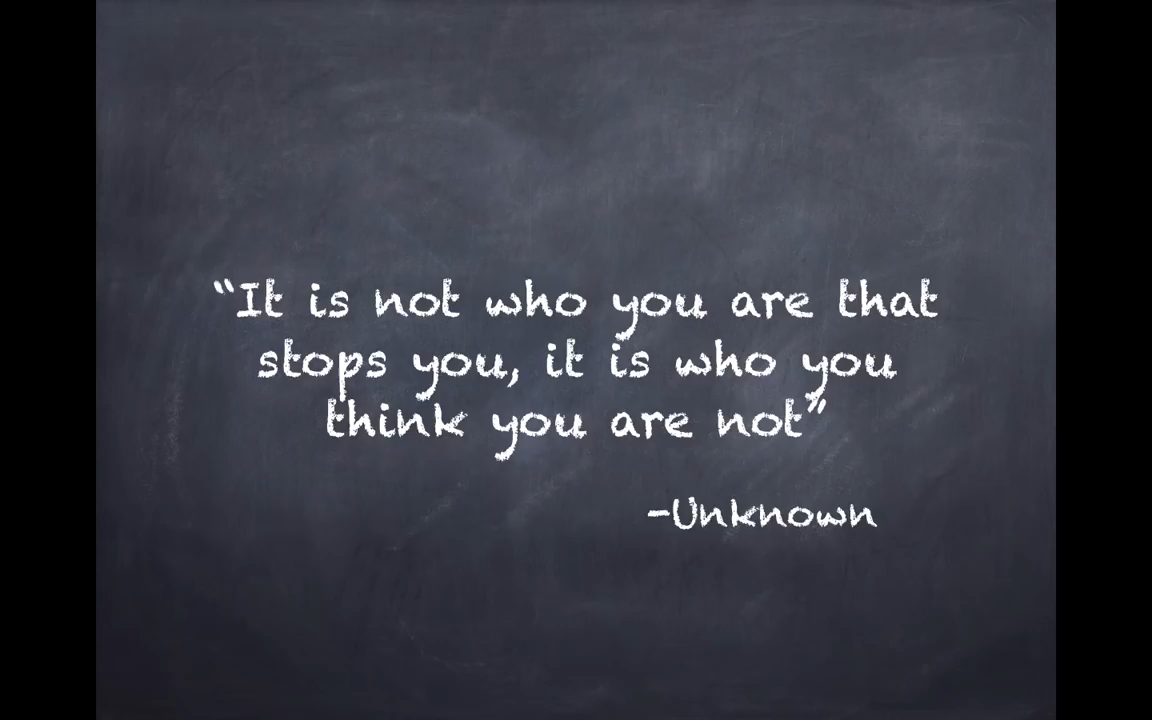 “It is not who you are that
stops you, it is who you
think you are not”
-Unknown